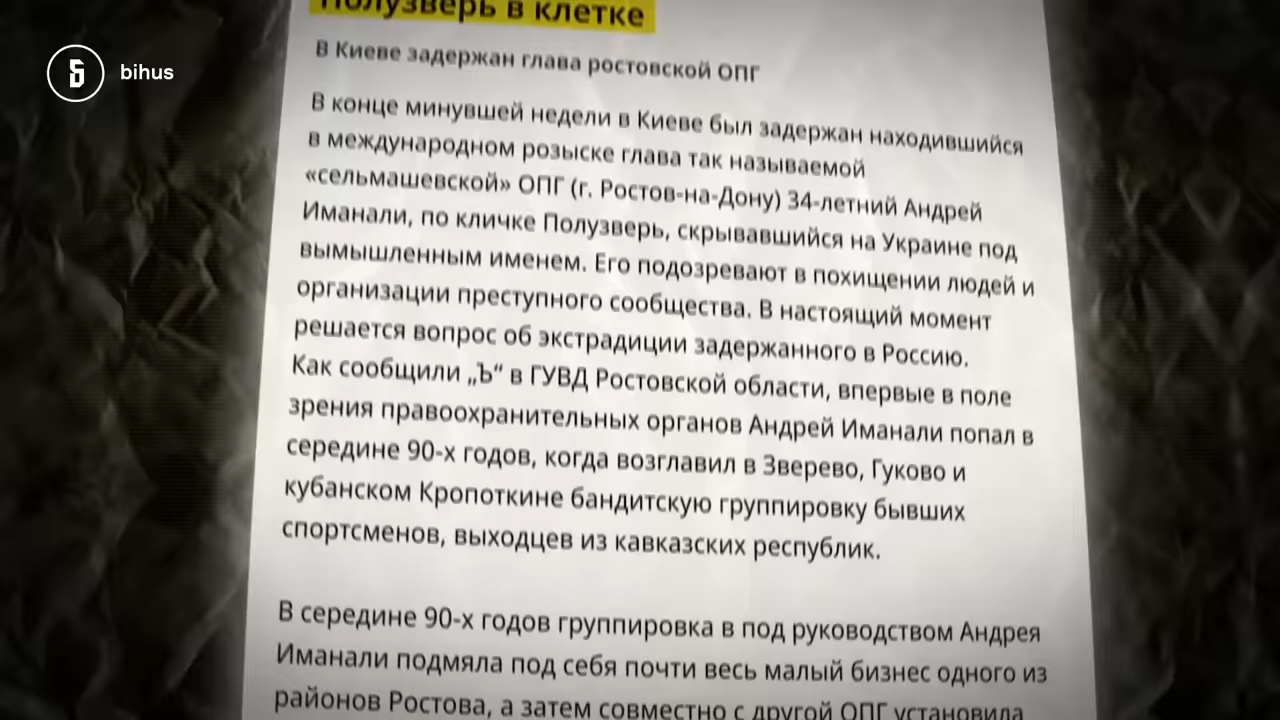 bihus
Полузверь в клетке
В Киеве задержан глава ростовской ОПГ
В конце минувшей недели в Киеве был задержан находившийся
в международном розыске глава так называемой
«сельмашевской» ОПГ (г. Ростов-на-Дону) 34-летний Андрей
Иманали, по кличке Полузверь, скрывавшийся на Украине под
вымышленным именем. Его подозревают в похищении людей и
организации преступного сообщества. В настоящий момент
решается вопрос об экстрадиции задержанного в Россию.
Как сообщили „Ъ“ в ГУВД Ростовской области, впервые в поле
зрения правоохранительных органов Андрей Иманали попал в
середине 90-х годов, когда возглавил в Зверево, Гуково и
кубанском Кропоткине бандитскую группировку бывших
спортсменов, выходцев из кавказских республик.
В середине 90-х годов группировка в под руководством Андрея
Иманали подмяла под себя почти весь малый бизнес одного из
районов Ростова, а затем совместно с другой ОПГ установила